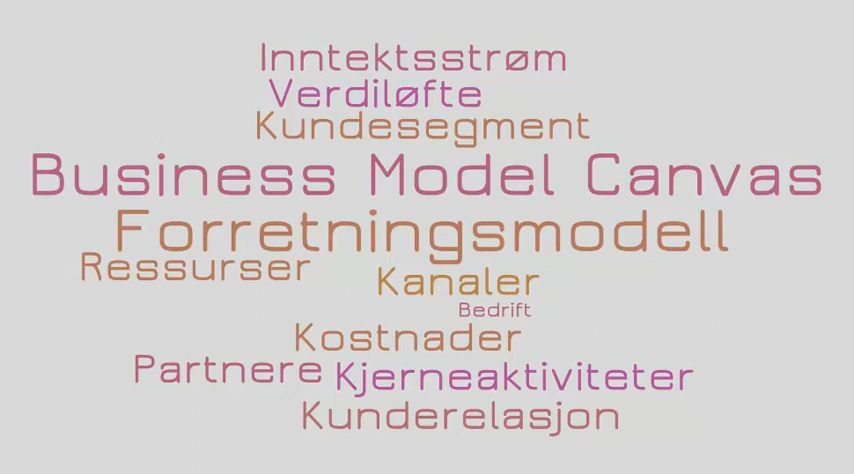 Inntektsstrøm
Verdiløfte
Kundesegment
Business Model Canvas
Forretningsmodell
Ressurser
Kanaler
Bedrift
Kostnader
Partnere
Kjerneaktiviteter
Kunderelasjon